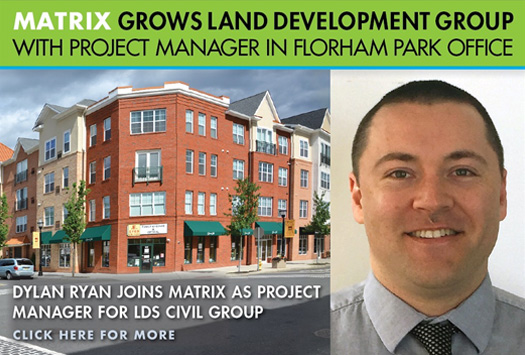 MATRIX GROWS LAND DEVELOPMENT GROUP
WITH PROJECT MANAGER IN FLORHAM PARK OFFICE
DYLAN RYAN JOINS MATRIX AS PROJECT
MANAGER FOR LDS CIVIL GROUP
CLICK HERE FOR MORE